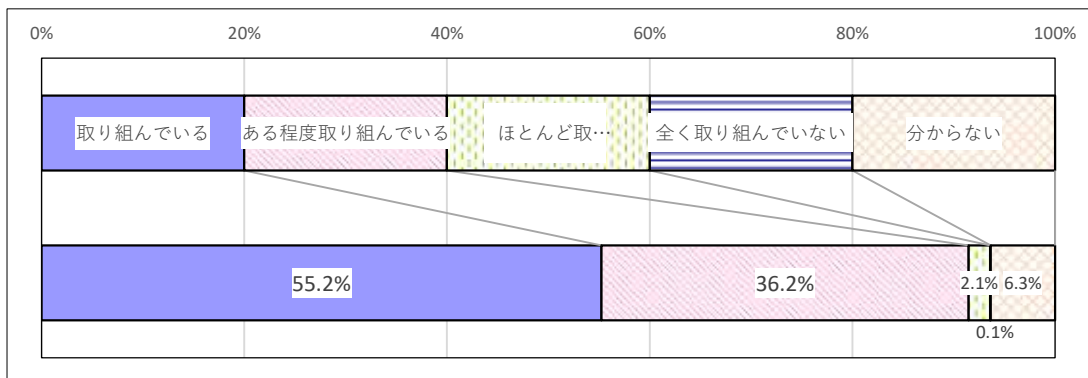 0% 20% 40% 60% 80% 100%
取り組んでいる ある程度取り組んでいる ほとんど取… 全く取り組んでいない 分からない
55.2% 36.2% 2.1% 6.3%
0.1%